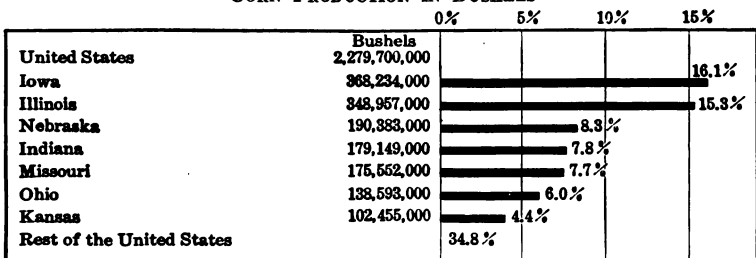 0% 5% 10% 15%
Bushels
United States 2,279,700,000
Iowa 368,234,000 16.1%
Illinois 348,957,000 15.3%
Nebraska 190,383,000 8.3%
Indiana 179,149,000 7.8%
Missouri 175,552,000 7.7%
Ohio 138,593,000 6.0%
Kansas 102,455,000 4.4%
Rest of the United States 34.8%